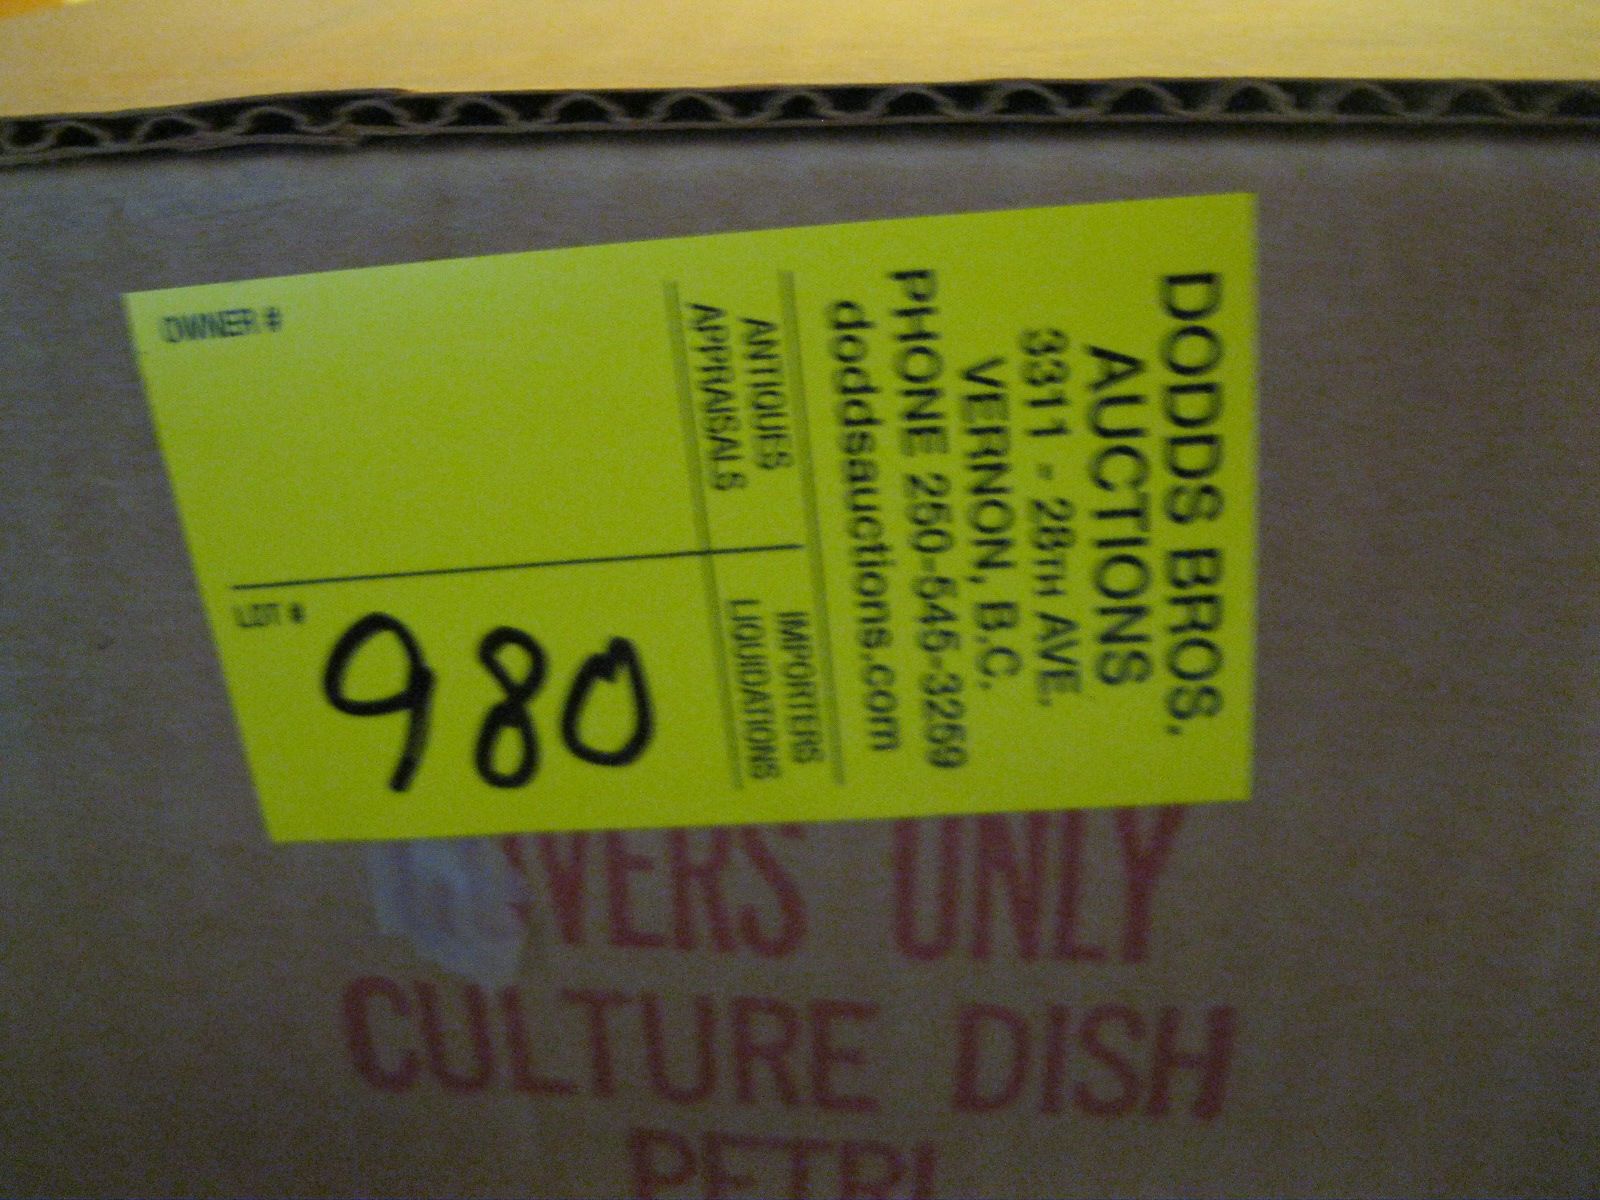 DODDS BROS.
AUCTIONS
3311 - 28TH AVE.
VERNON, B.C.
PHONE 250-545-3259
doddsauctions.com
ANTIQUES
APPRAISALS
IMPORTERS
LIQUIDATIONS
OWNER #
LOT #
980
ONLY
CULTURE DISH
PETRI